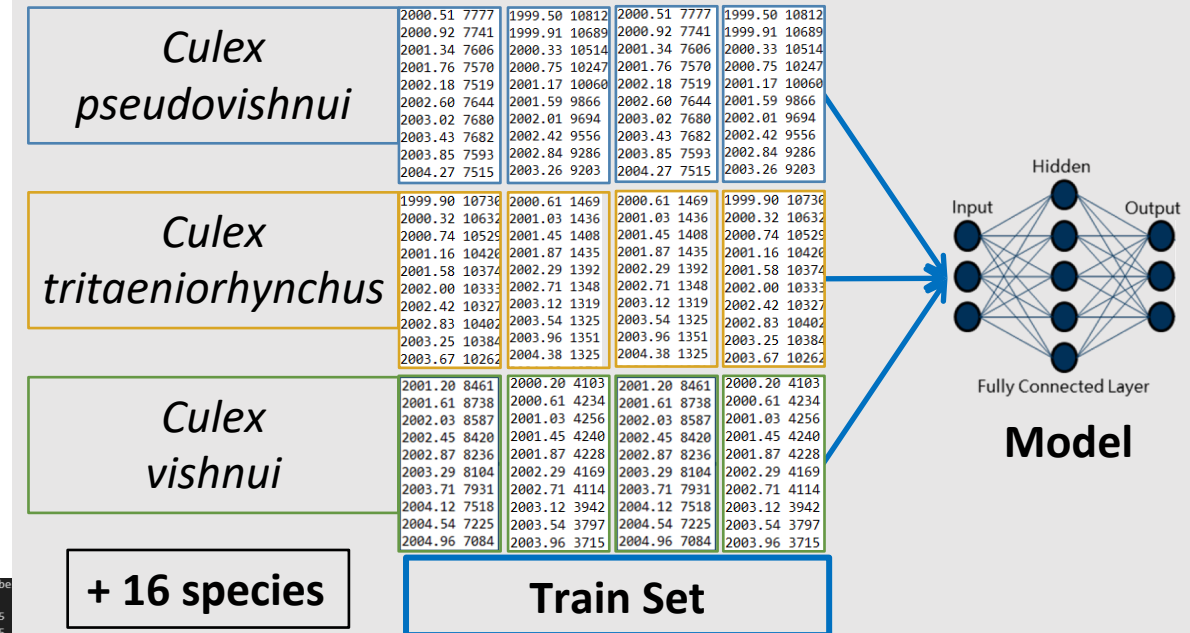 Culex
pseudovishnui
2000.51 7777 1999.50 10812 2000.51 7777 1999.50 10812
2000.92 7741 1999.91 10689 2000.92 7741 1999.91 10689
2001.34 7606 2000.33 10514 2001.34 7606 2000.33 10514
2001.76 7570 2000.75 10247 2001.76 7570 2000.75 10247
2002.18 7519 2001.17 10060 2002.18 7519 2001.17 10060
2002.60 7644 2001.59 9866 2002.60 7644 2001.59 9866
2003.02 7680 2002.01 9694 2003.02 7680 2002.01 9694
2003.43 7682 2002.42 9556 2003.43 7682 2002.42 9556
2003.85 7593 2002.84 9286 2003.85 7593 2002.84 9286
2004.27 7515 2003.26 9203 2004.27 7515 2003.26 9203
Culex
tritaeniorhynchus
1999.90 10730 2000.61 1469 2000.61 1469 1999.90 10730
2000.32 10632 2001.03 1436 2001.03 1436 2000.32 10632
2000.74 10529 2001.45 1408 2001.45 1408 2000.74 10529
2001.16 10420 2001.87 1435 2001.87 1435 2001.16 10420
2001.58 10374 2002.29 1392 2002.29 1392 2001.58 10374
2002.00 10333 2002.71 1348 2002.71 1348 2002.00 10333
2002.42 10327 2003.12 1319 2003.12 1319 2002.42 10327
2002.83 10402 2003.54 1325 2003.54 1325 2002.83 10402
2003.25 10384 2003.96 1351 2003.96 1351 2003.25 10384
2003.67 10262 2004.38 1325 2004.38 1325 2003.67 10262
Culex
vishnui
2001.20 8461 2000.20 4103 2001.20 8461 2000.20 4103
2001.61 8738 2000.61 4234 2001.61 8738 2000.61 4234
2002.03 8587 2001.03 4256 2002.03 8587 2001.03 4256
2002.45 8420 2001.45 4240 2002.45 8420 2001.45 4240
2002.87 8236 2001.87 4228 2002.87 8236 2001.87 4228
2003.29 8104 2002.29 4169 2003.29 8104 2002.29 4169
2003.71 7931 2002.71 4114 2003.71 7931 2002.71 4114
2004.12 7518 2003.12 3942 2004.12 7518 2003.12 3942
2004.54 7225 2003.54 3797 2004.54 7225 2003.54 3797
2004.96 7084 2003.96 3715 2004.96 7084 2003.96 3715
+ 16 species
Train Set
Hidden
Input
Output
Fully Connected Layer
Model